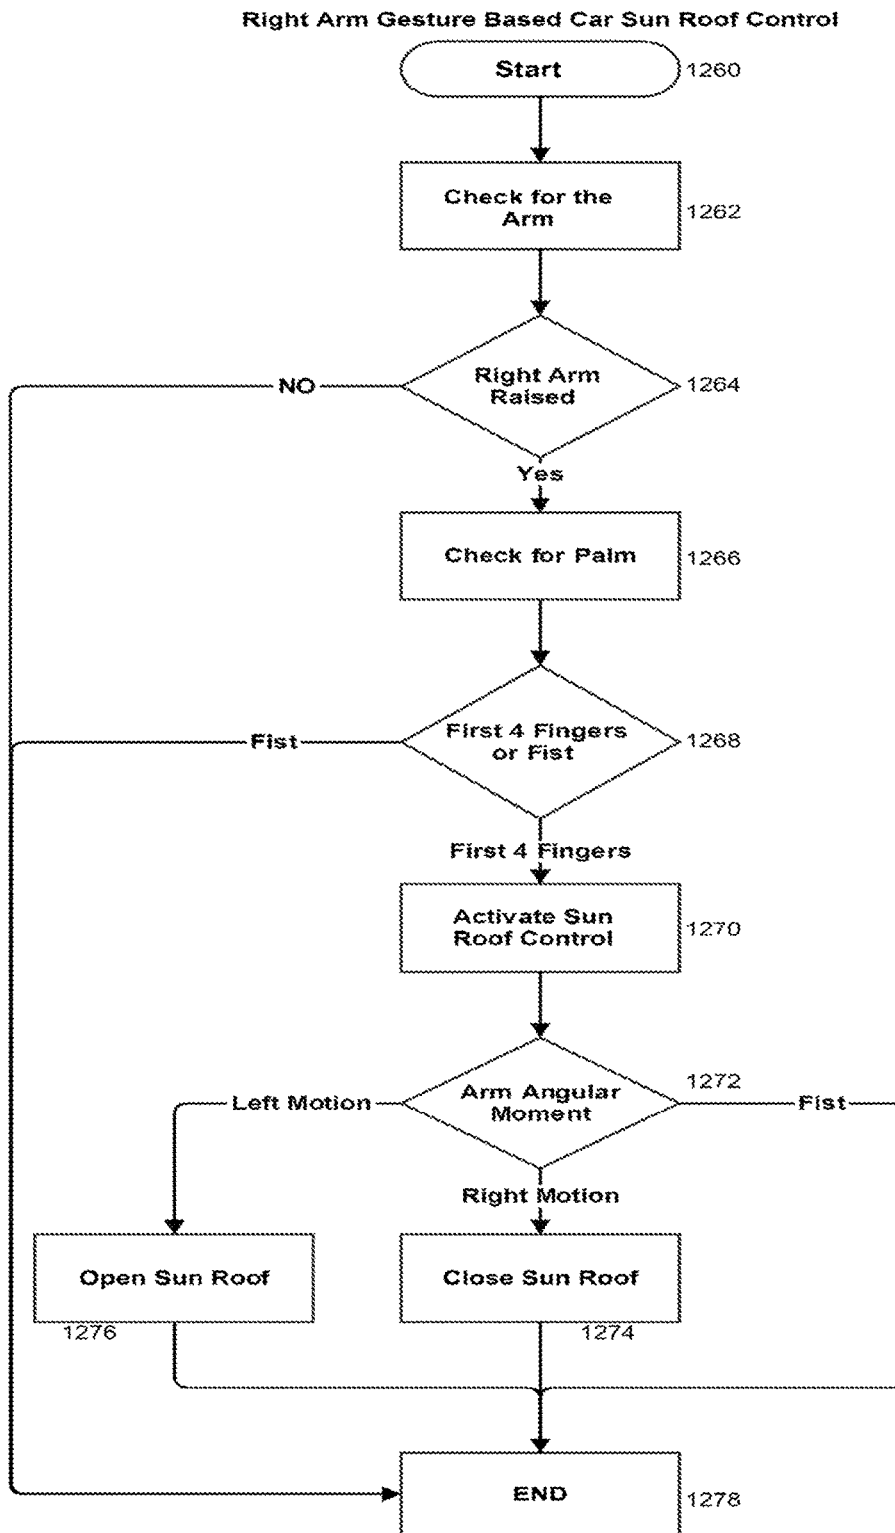 Right Arm Gesture Based Car Sun Roof Control
Start
1260
Check for the
Arm
1262
Right Arm
Raised
1264
NO
Yes
Check for Palm
1266
First 4 Fingers
or Fist
1268
Fist
First 4 Fingers
Activate Sun
Roof Control
1270
Arm Angular
Moment
1272
Left Motion
Fist
Right Motion
Open Sun Roof
1276
Close Sun Roof
1274
END
1278